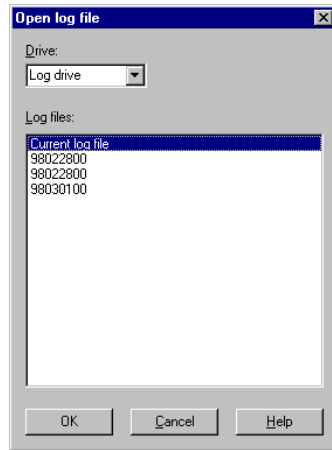 Open log file
Drive:
Log drive
Log files:
Current log file
98022800
98022800
98030100
OK
Cancel
Help